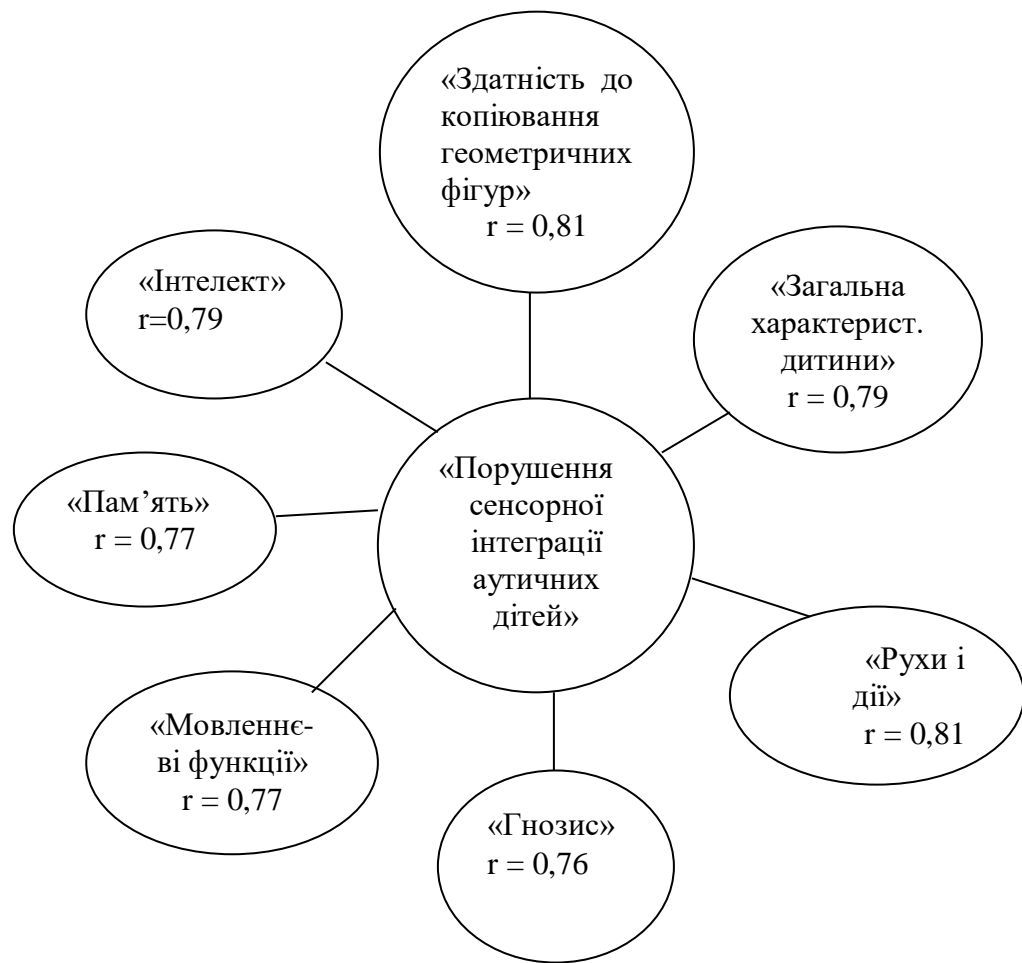 «Здатність до
копіювання
геометричних
фігур»
r = 0,81
«Інтелект»
r=0,79
«Загальна
характерист.
дитини»
r = 0,79
«Порушення
сенсорної
інтеграції
аутичних
дітей»
«Пам’ять»
r = 0,77
«Рухи і
дії»
r = 0,81
«Мовленнє-
ві функції»
r = 0,77
«Гнозис»
r = 0,76